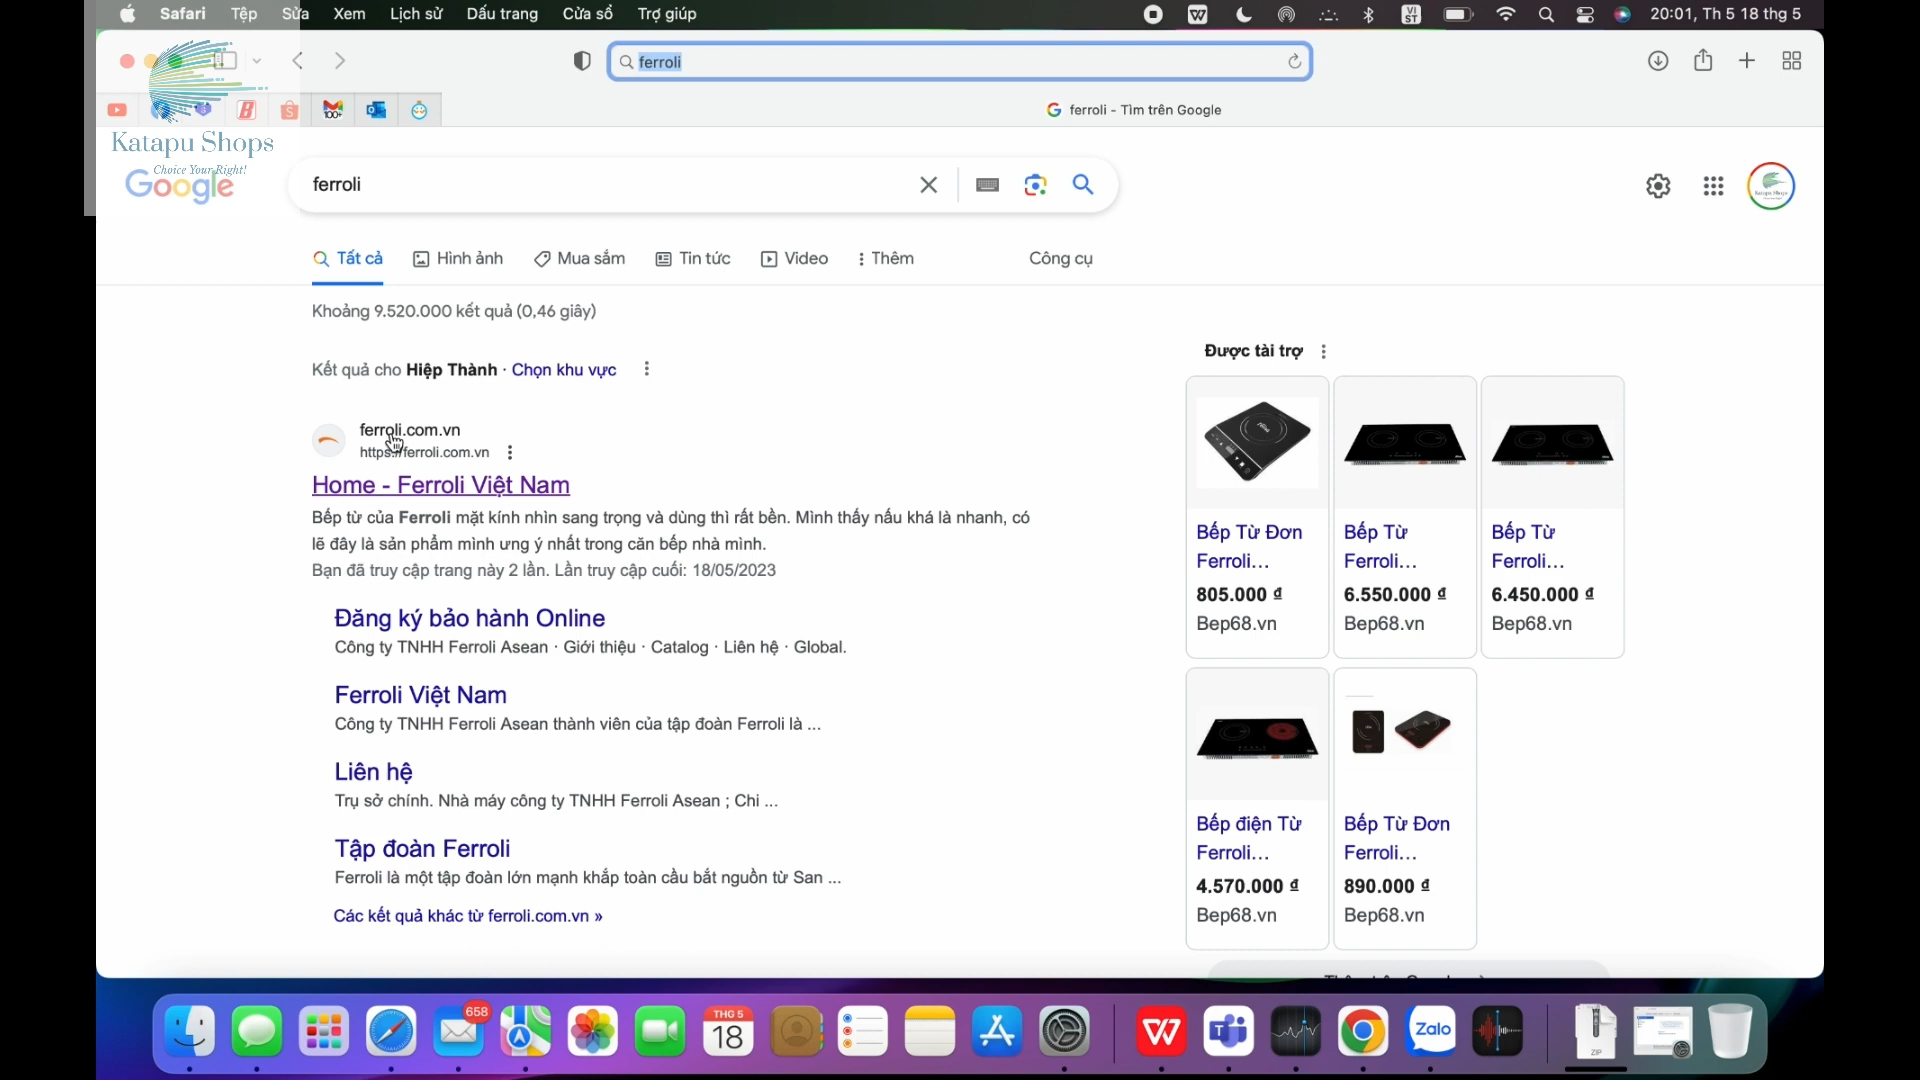 Safari Tệp Sửa Xem Lịch sử Dấu trang Cửa sổ Trợ giúp
VI
ST
20:01, Th 5 18 thg 5
ferroli
100+
ferroli - Tìm trên Google
Katapu Shops
Choice Your Right!
Google
ferroli
Tất cả Hình ảnh Mua sắm Tin tức Video Thêm Công cụ
Khoảng 9.520.000 kết quả (0,46 giây)
Kết quả cho Hiệp Thành · Chọn khu vực
ferroli.com.vn
https://ferroli.com.vn
Home - Ferroli Việt Nam
Bếp từ của Ferroli mặt kính nhìn sang trọng và dùng thì rất bền. Mình thấy nấu khá là nhanh, có
lẽ đây là sản phẩm mình ưng ý nhất trong căn bếp nhà mình.
Bạn đã truy cập trang này 2 lần. Lần truy cập cuối: 18/05/2023
Đăng ký bảo hành Online
Công ty TNHH Ferroli Asean · Giới thiệu · Catalog · Liên hệ · Global.
Ferroli Việt Nam
Công ty TNHH Ferroli Asean thành viên của tập đoàn Ferroli là ...
Liên hệ
Trụ sở chính. Nhà máy công ty TNHH Ferroli Asean ; Chi ...
Tập đoàn Ferroli
Ferroli là một tập đoàn lớn mạnh khắp toàn cầu bắt nguồn từ San ...
Các kết quả khác từ ferroli.com.vn »
Được tài trợ
Bếp Từ Đơn
Ferroli...
805.000 ₫
Bep68.vn
Bếp Từ
Ferroli...
6.550.000 ₫
Bep68.vn
Bếp Từ
Ferroli...
6.450.000 ₫
Bep68.vn
Bếp điện Từ
Ferroli...
4.570.000 ₫
Bep68.vn
Bếp Từ Đơn
Ferroli...
890.000 ₫
Bep68.vn
658
THG 5
18
Zalo
ZIP